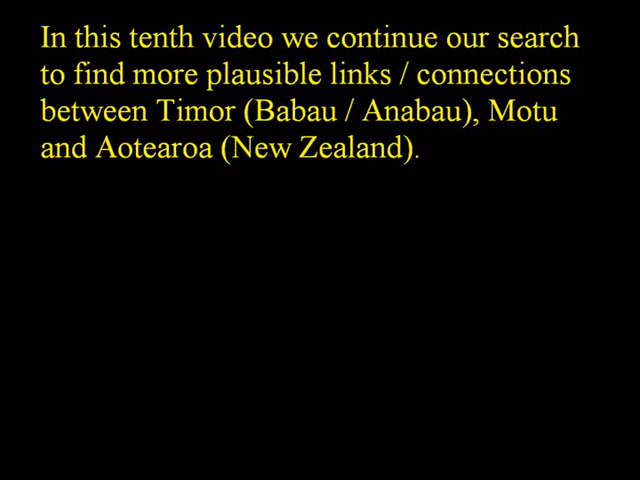 In this tenth video we continue our search
to find more plausible links / connections
between Timor (Babau / Anabau), Motu
and Aotearoa (New Zealand).